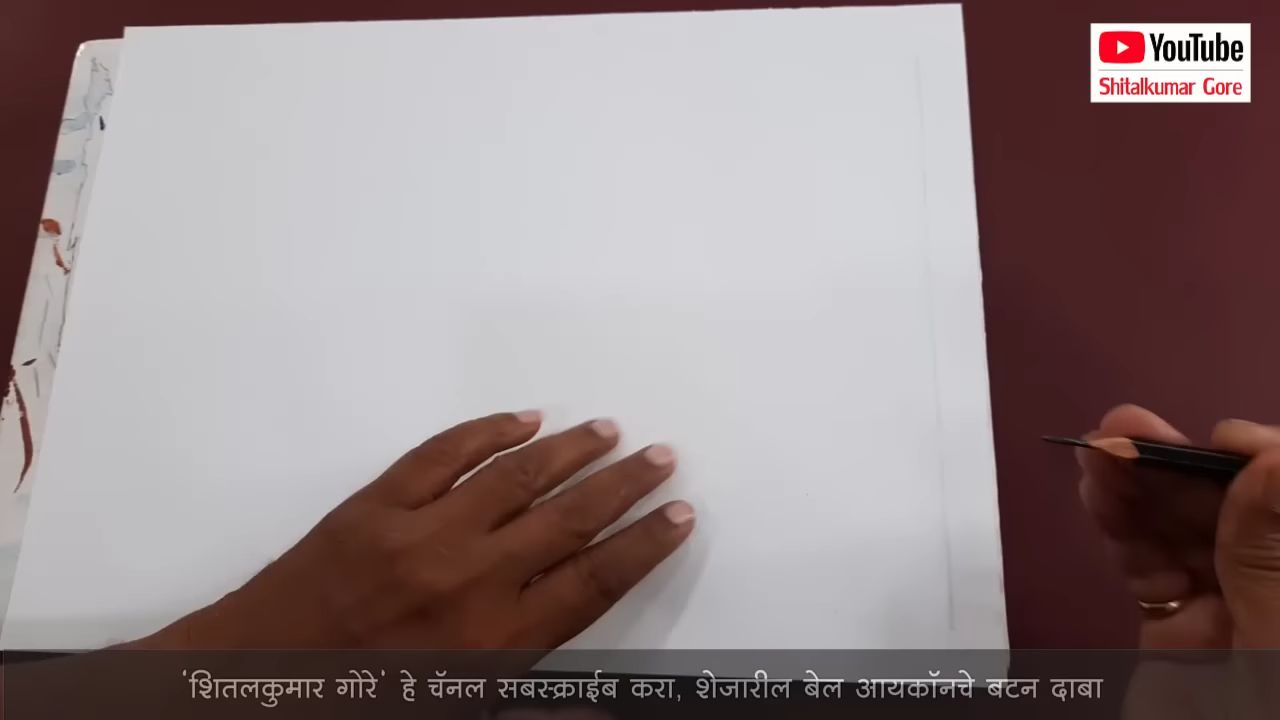 YouTube
Shitalkumar Gore
'शितलकुमार गोरे' हे चॅनल सबस्क्राईब करा, शेजारील बेल आयकॉनचे बटन दाबा